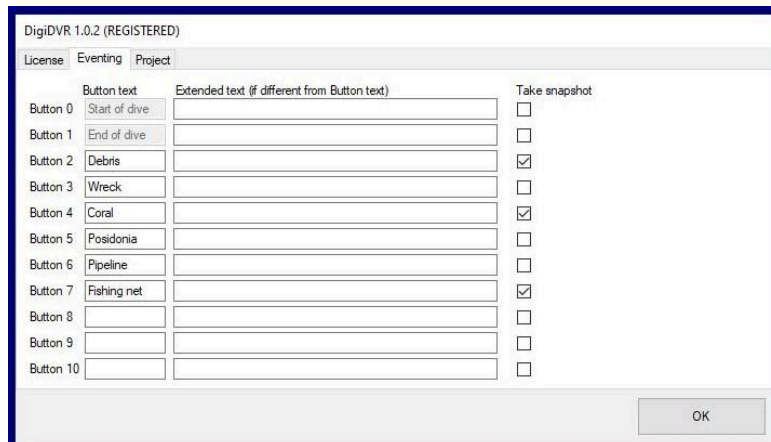 DigiDVR 1.0.2 (REGISTERED)
License Eventing Project
Button text Extended text (if different from Button text) Take snapshot
Button 0 Start of dive
Button 1 End of dive
Button 2 Debris
Button 3 Wreck
Button 4 Coral
Button 5 Posidonia
Button 6 Pipeline
Button 7 Fishing net
Button 8
Button 9
Button 10
OK